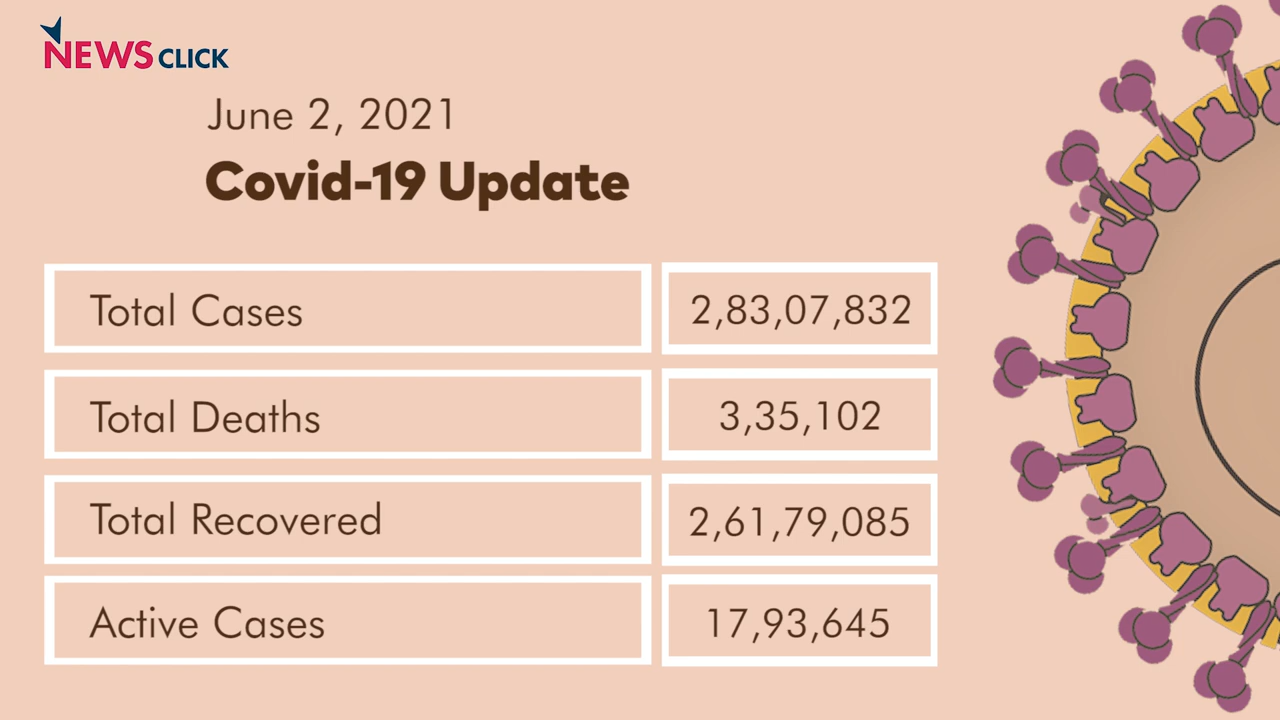 NEWSCLICK
June 2, 2021
Covid-19 Update
Total Cases 2,83,07,832
Total Deaths 3,35,102
Total Recovered 2,61,79,085
Active Cases 17,93,645